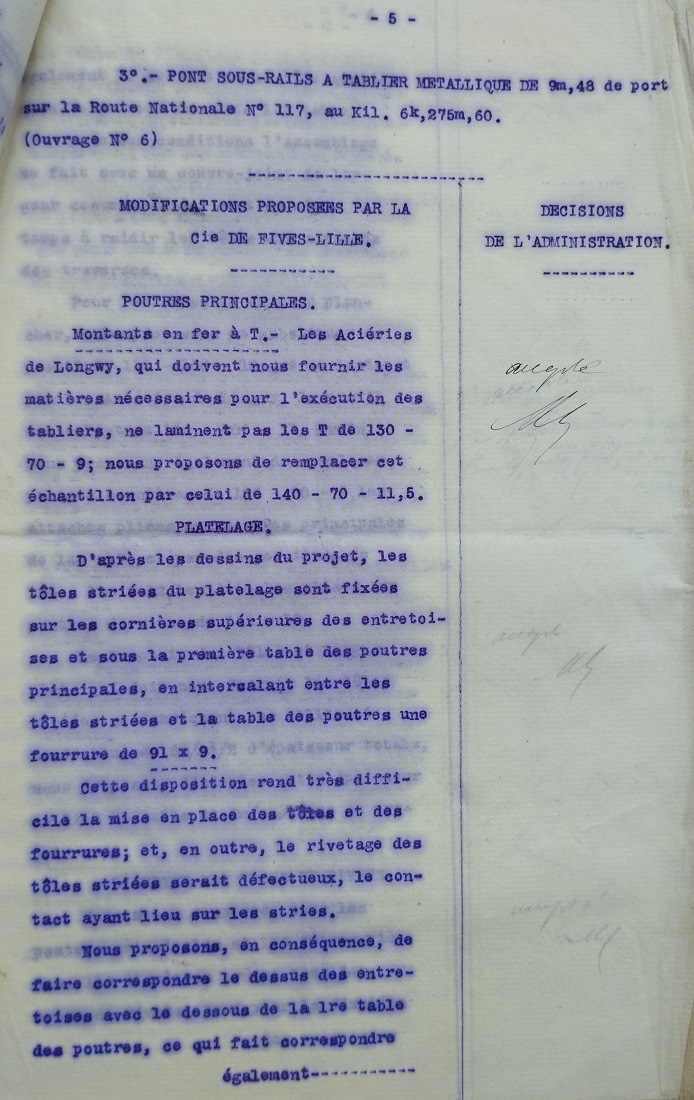 - 5 -
3°.- PONT SOUS-RAILS A TABLIER METALLIQUE DE 9m,48 de port
sur la Route Nationale N° 117, au Kil. 6k,275m,60.
(Ouvrage N° 6)
MODIFICATIONS PROPOSEES PAR LA
Cie DE FIVES-LILLE.
POUTRES PRINCIPALES.
Montants en fer à T.- Les Aciéries
de Longwy, qui doivent nous fournir les
matières nécessaires pour l'exécution des
tabliers, ne laminent pas les T de 130 -
70 - 9; nous proposons de remplacer cet
échantillon par celui de 140 - 70 - 11,5.
PLATELAGE.
D'après les dessins du projet, les
tôles striées du platelage sont fixées
sur les cornières supérieures des entretoi-
ses et sous la première table des poutres
principales, en intercalant entre les
tôles striées et la table des poutres une
fourrure de 91 x 9.
Cette disposition rend très diffi-
cile la mise en place des tôles et des
fourrures; et, en outre, le rivetage des
tôles striées serait défectueux, le con-
tact ayant lieu sur les stries.
Nous proposons, en conséquence, de
faire correspondre le dessus des entre-
toises avec le dessous de la 1re table
des poutres, ce qui fait correspondre
également----------
DECISIONS
DE L'ADMINISTRATION.
accepté